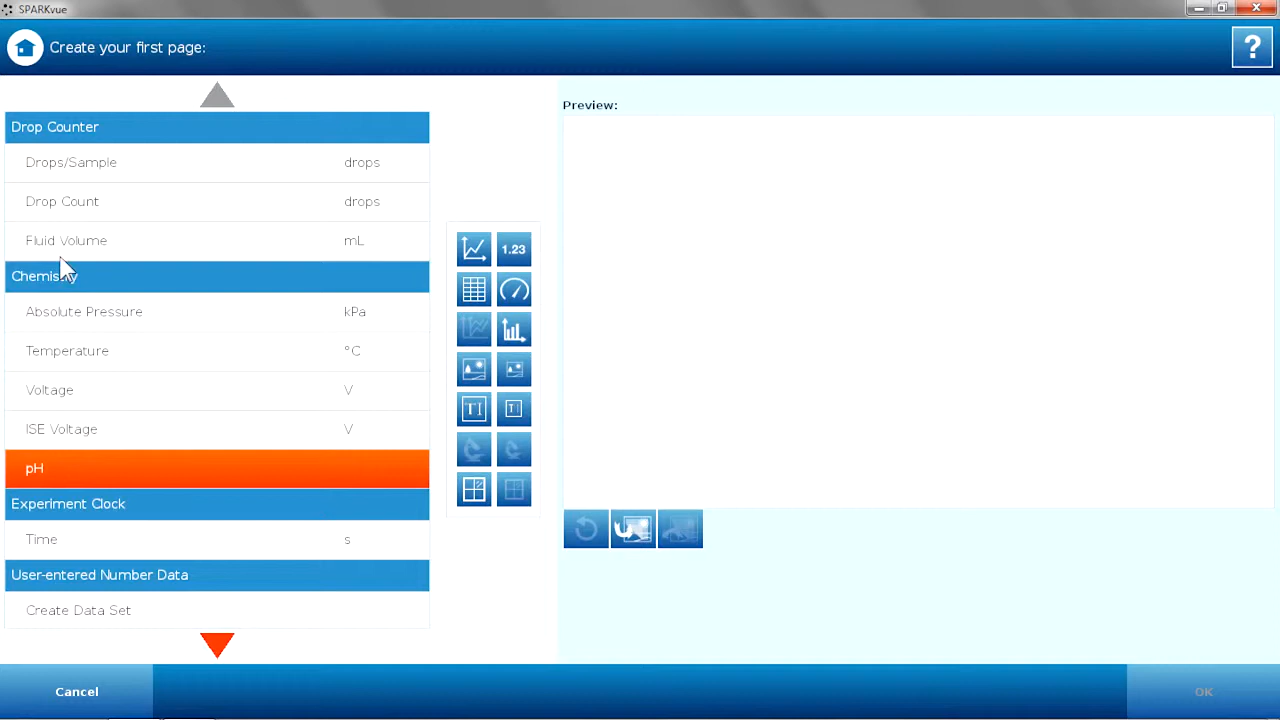 SPARKvue
Create your first page:
?
Drop Counter
Drops/Sample drops
Drop Count drops
Fluid Volume mL
Chemistry
Absolute Pressure kPa
Temperature °C
Voltage V
ISE Voltage V
pH
Experiment Clock
Time s
User-entered Number Data
Create Data Set
1.23
TI TI
Preview:
Cancel
OK